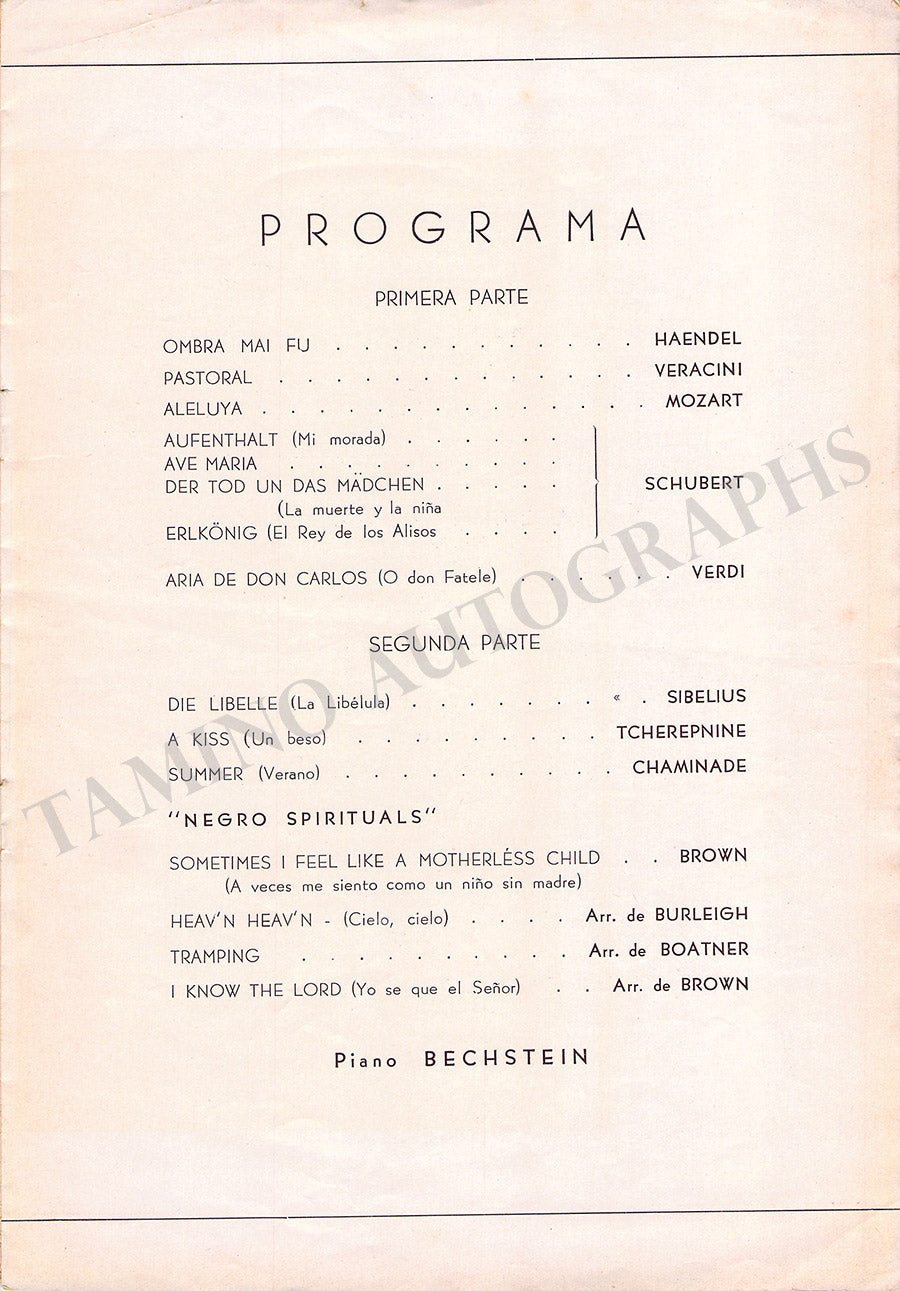 PROGRAMA
PRIMERA PARTE
OMBRA MAI FU . . . . . . . . . . . HAENDEL
PASTORAL . . . . . . . . . . . . . VERACINI
ALELUYA . . . . . . . . . . . . . . MOZART
AUFENTHALT (Mi morada) . . . . . .
AVE MARIA . . . . . . . . . .
DER TOD UN DAS MÄDCHEN . . . . . SCHUBERT
(La muerte y la niña
ERLKÖNIG (El Rey de los Alisos . . . .
ARIA DE DON CARLOS (O don Fatele) . . . . . . VERDI
SEGUNDA PARTE
DIE LIBELLE (La Libélula) . . . . . . . « . SIBELIUS
A KISS (Un beso) . . . . . . . . . TCHEREPNINE
SUMMER (Verano) . . . . . . . . . . CHAMINADE
"NEGRO SPIRITUALS"
SOMETIMES I FEEL LIKE A MOTHERLÉSS CHILD . . BROWN
(A veces me siento como un niño sin madre)
HEAV'N HEAV'N - (Cielo, cielo) . . . . Arr. de BURLEIGH
TRAMPING . . . . . . . . . . Arr. de BOATNER
I KNOW THE LORD (Yo se que el Señor) . . Arr. de BROWN
Piano BECHSTEIN
TAMINO AUTOGRAPHS